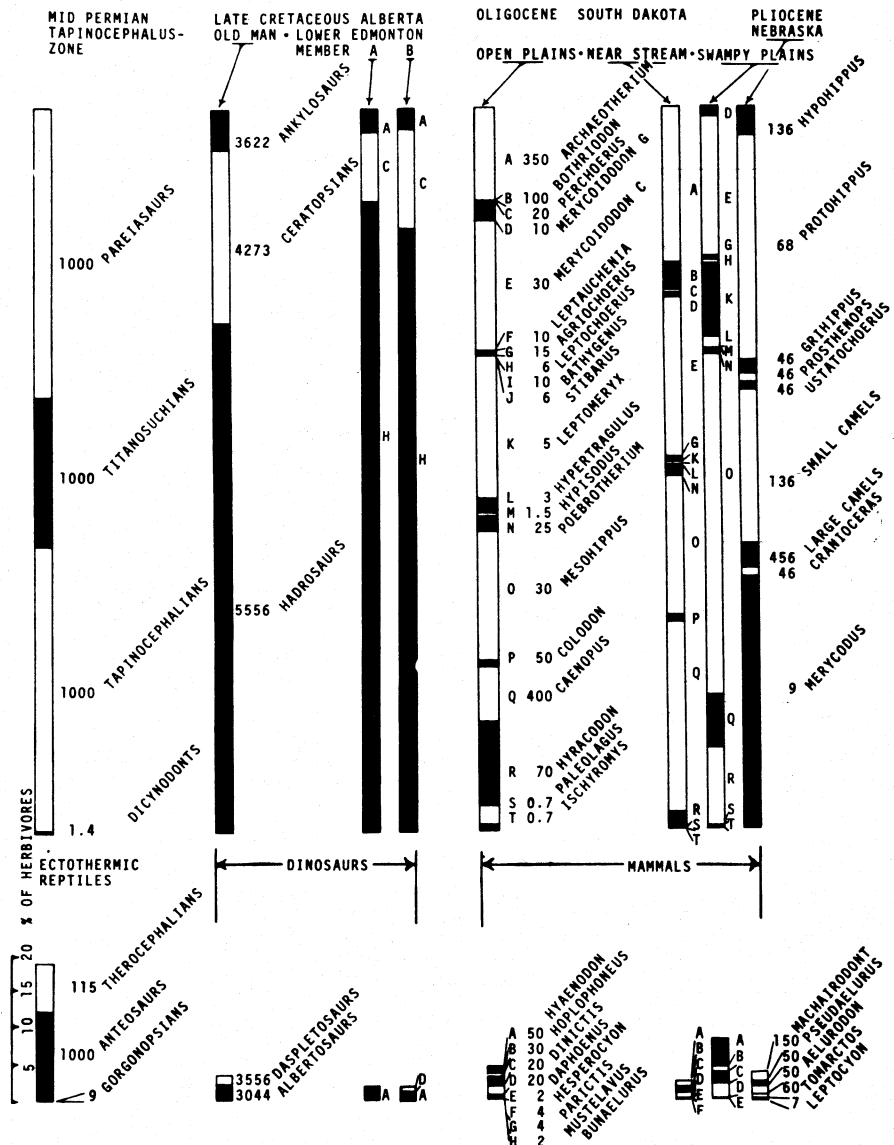 MID PERMIAN
TAPINOCEPHALUS-
ZONE
LATE CRETACEOUS ALBERTA
OLD MAN · LOWER EDMONTON
MEMBER A B
OLIGOCENE SOUTH DAKOTA
OPEN PLAINS · NEAR STREAM · SWAMPY PLAINS
PLIOCENE
NEBRASKA
1000 PAREIASAURS
1000 TITANOSUCHIANS
1000 TAPINOCEPHALIANS
1.4 DICYNODONTS
3622 ANKYLOSAURS
4273 CERATOPSIANS
5556 HADROSAURS
A
C
H
A
C
H
A 350 ARCHAEOTHERIUM
B 100 BOTHRIODON
C 20 PERCHOERUS
D 10 MERYCOIDODON G
E 30 MERYCOIDODON C
F 10 LEPTAUCHENIA
G 15 AGRIOCHOERUS
H 6 LEPTOCHOERUS
I 10 BATHYGENUS
J 6 STIBARUS
K 5 LEPTOMERYX
L 3 HYPERTRAGULUS
M 1.5 HYPISODUS
N 25 POEBROTHERIUM
O 30 MESOHIPPUS
P 50 COLODON
Q 400 CAENOPUS
R 70 HYRACODON
S 0.7 PALEOLAGUS
T 0.7 ISCHYROMYS
A
B
C
D
E
G
K
L
N
O
P
Q
R
S
T
D
E
G
H
K
L
M
N
O
Q
R
S
T
136 HYPOHIPPUS
68 PROTOHIPPUS
46 GRIHIPPUS
46 PROSTHENOPS
46 USTATOCHOERUS
136 SMALL CAMELS
456 LARGE CAMELS
46 CRANIOCERAS
9 MERYCODUS
ECTOTHERMIC
REPTILES
DINOSAURS
MAMMALS
% OF HERBIVORES
20
15
10
5
115 THEROCEPHALIANS
1000 ANTEOSAURS
9 GORGONOPSIANS
3556 DASPLETOSAURS
3044 ALBERTOSAURS
A
D
A
A 50 HYAENODON
B 30 HOPLOPHONEUS
C 20 DINICTIS
D 20 DAPHOENUS
E 2 HESPEROCYON
F 4 PARICTIS
G 4 MUSTELAVUS
H 2 BUNAELURUS
A
B
C
D
E
F
A
B
C
D
E
150 MACHAIRODONT
50 PSEUDAELURUS
50 AELURODON
60 TOMARCTOS
7 LEPTOCYON